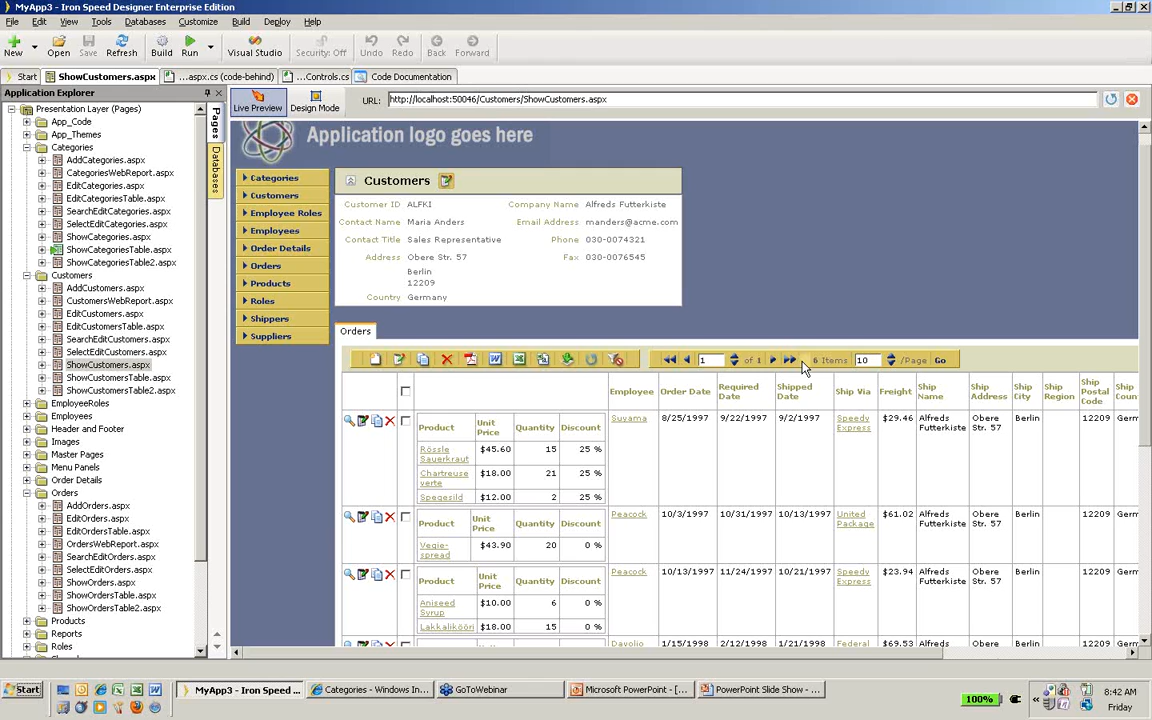 MyApp3 - Iron Speed Designer Enterprise Edition
File Edit View Tools Databases Customize Build Deploy Help
New Open Save Refresh Build Run Visual Studio Security: Off Undo Redo Back Forward
Start ShowCustomers.aspx ...aspx.cs (code-behind) ...Controls.cs Code Documentation
Application Explorer
Presentation Layer (Pages)
App_Code
App_Themes
Categories
AddCategories.aspx
CategoriesWebReport.aspx
EditCategories.aspx
EditCategoriesTable.aspx
SearchEditCategories.aspx
SelectEditCategories.aspx
ShowCategories.aspx
ShowCategoriesTable.aspx
ShowCategoriesTable2.aspx
Customers
AddCustomers.aspx
CustomersWebReport.aspx
EditCustomers.aspx
EditCustomersTable.aspx
SearchEditCustomers.aspx
SelectEditCustomers.aspx
ShowCustomers.aspx
ShowCustomersTable.aspx
ShowCustomersTable2.aspx
EmployeeRoles
Employees
Header and Footer
Images
Master Pages
Menu Panels
Order Details
Orders
AddOrders.aspx
EditOrders.aspx
EditOrdersTable.aspx
OrdersWebReport.aspx
SearchEditOrders.aspx
SelectEditOrders.aspx
ShowOrders.aspx
ShowOrdersTable.aspx
ShowOrdersTable2.aspx
Products
Reports
Roles
Pages
Databases
Live Preview Design Mode URL: http://localhost:50046/Customers/ShowCustomers.aspx
Application logo goes here
Categories
Customers
Employee Roles
Employees
Order Details
Orders
Products
Roles
Shippers
Suppliers
Customers
Customer ID ALFKI Company Name Alfreds Futterkiste
Contact Name Maria Anders Email Address manders@acme.com
Contact Title Sales Representative Phone 030-0074321
Address Obere Str. 57 Fax 030-0076545
Berlin
12209
Country Germany
Orders
1 of 1 6 Items 10 /Page Go
Employee Order Date Required Date Shipped Date Ship Via Freight Ship Name Ship Address Ship City Ship Region Ship Postal Code Ship Coun
Product Unit Price Quantity Discount
Suyama 8/25/1997 9/22/1997 9/2/1997 Speedy Express $29.46 Alfreds Futterkiste Obere Str. 57 Berlin 12209 Germ
Rössle Sauerkraut $45.60 15 25 %
Chartreuse verte $18.00 21 25 %
Spegesild $12.00 2 25 %
Peacock 10/3/1997 10/31/1997 10/13/1997 United Package $61.02 Alfreds Futterkiste Obere Str. 57 Berlin 12209 Germ
Product Unit Price Quantity Discount
Vegie-spread $43.90 20 0 %
Peacock 10/13/1997 11/24/1997 10/21/1997 Speedy Express $23.94 Alfreds Futterkiste Obere Str. 57 Berlin 12209 Germ
Product Unit Price Quantity Discount
Aniseed Syrup $10.00 6 0 %
Lakkalikööri $18.00 15 0 %
Davolio 1/15/1998 2/12/1998 1/21/1998 Federal $69.53 Alfreds Obere Berlin 12209 Germ
Start MyApp3 - Iron Speed De... Categories - Windows In... GoToWebinar Microsoft PowerPoint - [... PowerPoint Slide Show - ... 100% 8:42 AM
Friday